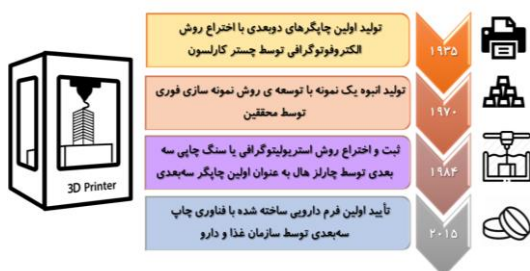 تولید اولین چاپگرهای دوبعدی با اختراع روش
الکتروفوتوگرافی توسط چستر کارلسون
۱۹۳۵
تولید انبوه یک نمونه با توسعه ی روش نمونه سازی فوری
توسط محققین
۱۹۷۰
ثبت و اختراع روش استریولیتوگرافی یا سنگ چاپی سه
بعدی توسط چارلز هال به عنوان اولین چاپگر سه‌بعدی
۱۹۸۴
تأیید اولین فرم دارویی ساخته شده با فناوری چاپ
سه‌بعدی توسط سازمان غذا و دارو
۲۰۱۵
3D Printer